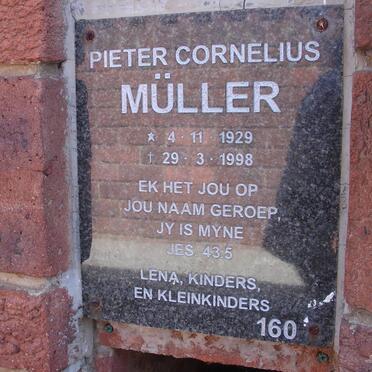 PIETER CORNELIUS
MÜLLER
* 4 · 11 · 1929
† 29 · 3 · 1998
EK HET JOU OP
JOU NAAM GEROEP,
JY IS MYNE
JES 43:5
LENA, KINDERS,
EN KLEINKINDERS
160